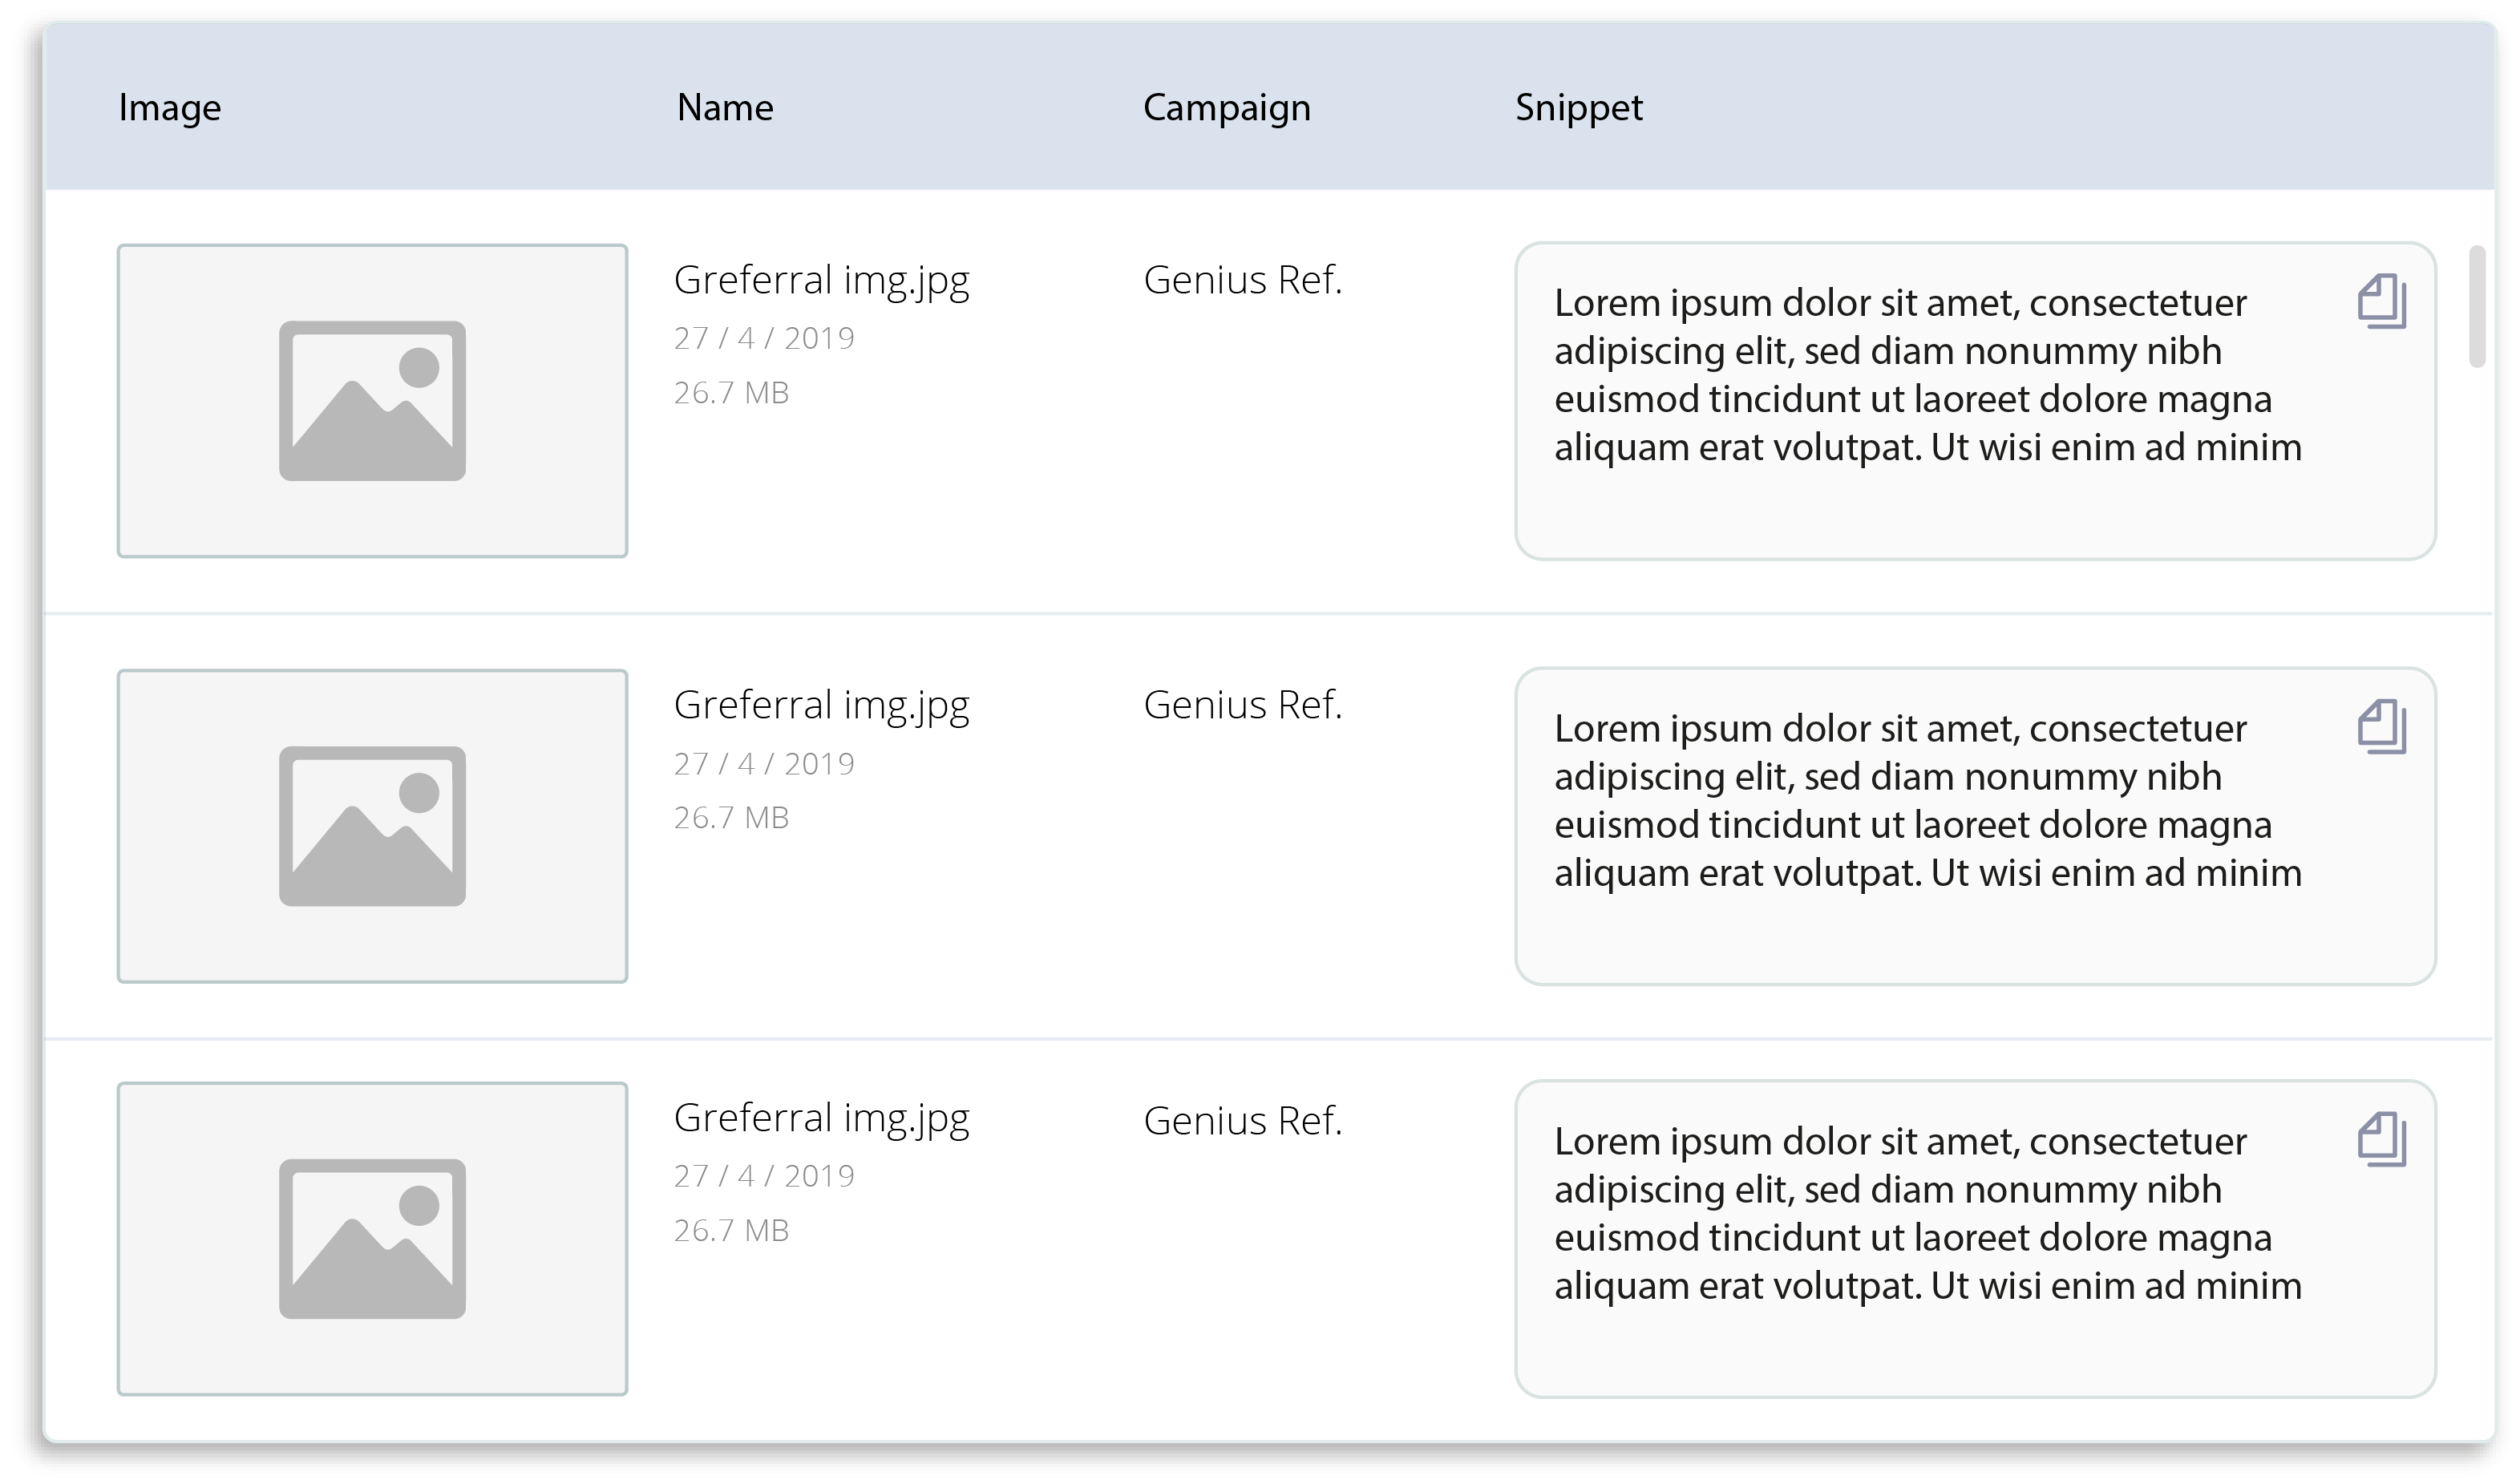 Image Name Campaign Snippet
Greferral img.jpg
27 / 4 / 2019
26.7 MB
Genius Ref.
Lorem ipsum dolor sit amet, consectetuer
adipiscing elit, sed diam nonummy nibh
euismod tincidunt ut laoreet dolore magna
aliquam erat volutpat. Ut wisi enim ad minim
Greferral img.jpg
27 / 4 / 2019
26.7 MB
Genius Ref.
Lorem ipsum dolor sit amet, consectetuer
adipiscing elit, sed diam nonummy nibh
euismod tincidunt ut laoreet dolore magna
aliquam erat volutpat. Ut wisi enim ad minim
Greferral img.jpg
27 / 4 / 2019
26.7 MB
Genius Ref.
Lorem ipsum dolor sit amet, consectetuer
adipiscing elit, sed diam nonummy nibh
euismod tincidunt ut laoreet dolore magna
aliquam erat volutpat. Ut wisi enim ad minim